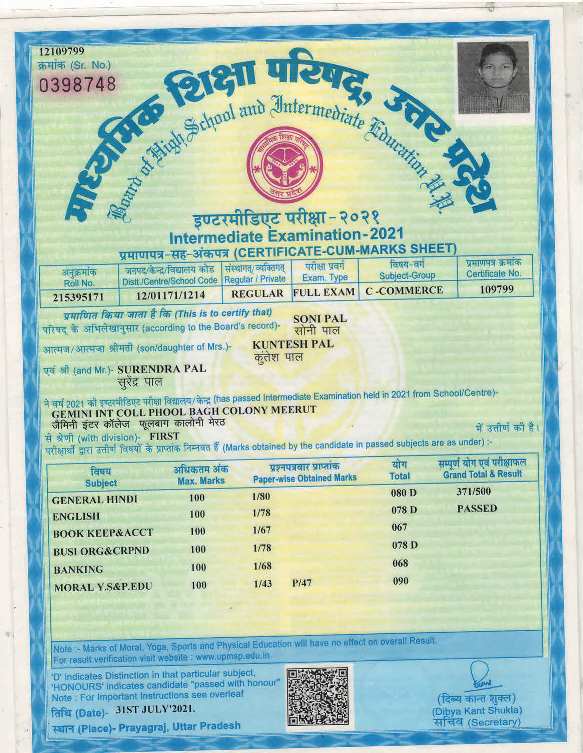 12109799
क्रमांक (Sr. No.)
0398748
माध्यमिक शिक्षा परिषद्, उत्तर प्रदेश
Board of High School and Intermediate Education U.P.
माध्यमिक शिक्षा परिषद्
उत्तर प्रदेश
इण्टरमीडिएट परीक्षा-२०२१
Intermediate Examination-2021
प्रमाणपत्र-सह-अंकपत्र (CERTIFICATE-CUM-MARKS SHEET)
अनुक्रमांक जनपद/केन्द्र/विद्यालय कोड संस्थागत/व्यक्तिगत परीक्षा प्रवर्ग विषय-वर्ग प्रमाणपत्र क्रमांक
Roll No. Distt./Centre/School Code Regular / Private Exam. Type Subject-Group Certificate No.
215395171 12/01171/1214 REGULAR FULL EXAM C -COMMERCE 109799
प्रमाणित किया जाता है कि (This is to certify that)
परिषद् के अभिलेखानुसार (according to the Board's record)- SONI PAL
सोनी पाल
आत्मज/आत्मजा श्रीमती (son/daughter of Mrs.)- KUNTESH PAL
कुंतेश पाल
एवं श्री (and Mr.)- SURENDRA PAL
सुरेंद्र पाल
ने वर्ष 2021 की इण्टरमीडिएट परीक्षा विद्यालय/केन्द्र (has passed Intermediate Examination held in 2021 from School/Centre)-
GEMINI INT COLL PHOOL BAGH COLONY MEERUT
जैमिनी इंटर कॉलेज फूलबाग कालोनी मेरठ
से श्रेणी (with division)- FIRST में उत्तीर्ण की है।
परीक्षार्थी द्वारा उत्तीर्ण विषयों के प्राप्तांक निम्नवत हैं (Marks obtained by the candidate in passed subjects are as under) :-
विषय अधिकतम अंक प्रश्नपत्रवार प्राप्तांक योग सम्पूर्ण योग एवं परीक्षाफल
Subject Max. Marks Paper-wise Obtained Marks Total Grand Total & Result
GENERAL HINDI 100 1/80 080 D 371/500
ENGLISH 100 1/78 078 D PASSED
BOOK KEEP&ACCT 100 1/67 067
BUSI ORG&CRPND 100 1/78 078 D
BANKING 100 1/68 068
MORAL Y.S&P.EDU 100 1/43 P/47 090
Note :- Marks of Moral, Yoga, Sports and Physical Education will have no effect on overall Result.
For result verification visit website : www.upmsp.edu.in
'D' indicates Distinction in that particular subject,
'HONOURS' indicates candidate "passed with honour"
Note : For Important Instructions see overleaf
तिथि (Date)- 31ST JULY'2021.
स्थान (Place)- Prayagraj, Uttar Pradesh
(दिब्य कान्त शुक्ल)
(Dibya Kant Shukla)
सचिव (Secretary)